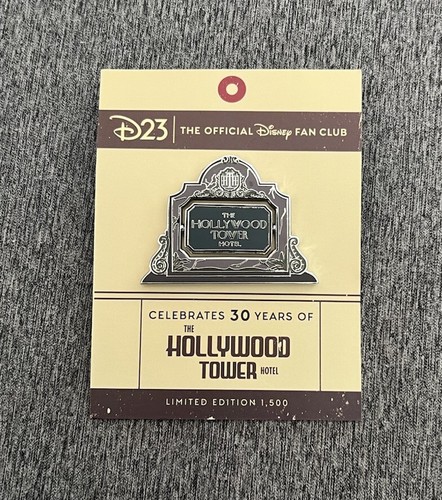 D23 | THE OFFICIAL Disney FAN CLUB
HTH
THE
HOLLYWOOD
TOWER
HOTEL
CELEBRATES 30 YEARS OF
THE
HOLLYWOOD
TOWER HOTEL
LIMITED EDITION 1,500